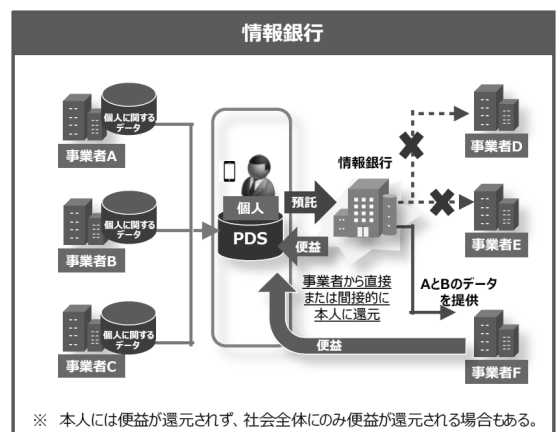 情報銀行
個人に関する
データ
事業者A
個人に関する
データ
事業者B
個人に関する
データ
事業者C
個人
PDS
預託
便益
情報銀行
事業者から直接
または間接的に
本人に還元
便益
事業者D
事業者E
AとBのデータ
を提供
事業者F
※ 本人には便益が還元されず、社会全体にのみ便益が還元される場合もある。